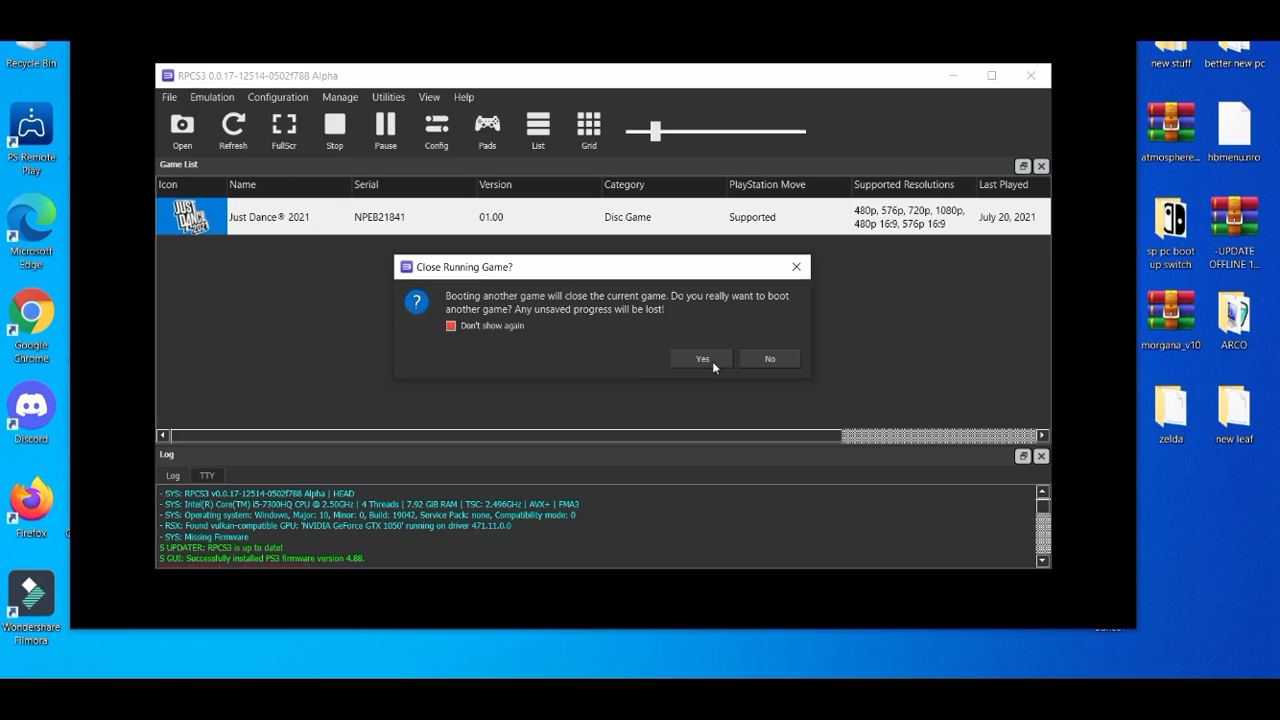 Recycle Bin
PS Remote
Play
Microsoft
Edge
Google
Chrome
Discord
Firefox
Wondershare
Filmora
RPCS3 0.0.17-12514-0502f788 Alpha
File Emulation Configuration Manage Utilities View Help
Open Refresh FullScr Stop Pause Config Pads List Grid
Game List
Icon Name Serial Version Category PlayStation Move Supported Resolutions Last Played
JUST
DANCE
2021
Just Dance® 2021 NPEB21841 01.00 Disc Game Supported 480p, 576p, 720p, 1080p, July 20, 2021
480p 16:9, 576p 16:9
Close Running Game?
Booting another game will close the current game. Do you really want to boot
another game? Any unsaved progress will be lost!
Don't show again
Yes No
Log
Log TTY
- SYS: RPCS3 v0.0.17-12514-0502f788 Alpha | HEAD
- SYS: Intel(R) Core(TM) i5-7300HQ CPU @ 2.50GHz | 4 Threads | 7.92 GiB RAM | TSC: 2.496GHz | AVX+ | FMA3
- SYS: Operating system: Windows, Major: 10, Minor: 0, Build: 19042, Service Pack: none, Compatibility mode: 0
- RSX: Found vulkan-compatible GPU: 'NVIDIA GeForce GTX 1050' running on driver 471.11.0.0
- SYS: Missing Firmware
S UPDATER: RPCS3 is up to date!
S GUI: Successfully installed PS3 firmware version 4.88.
new stuff better new pc
atmosphere... hbmenu.nro
sp pc boot
up switch
-UPDATE
OFFLINE 1...
morgana_v10 ARCO
zelda new leaf